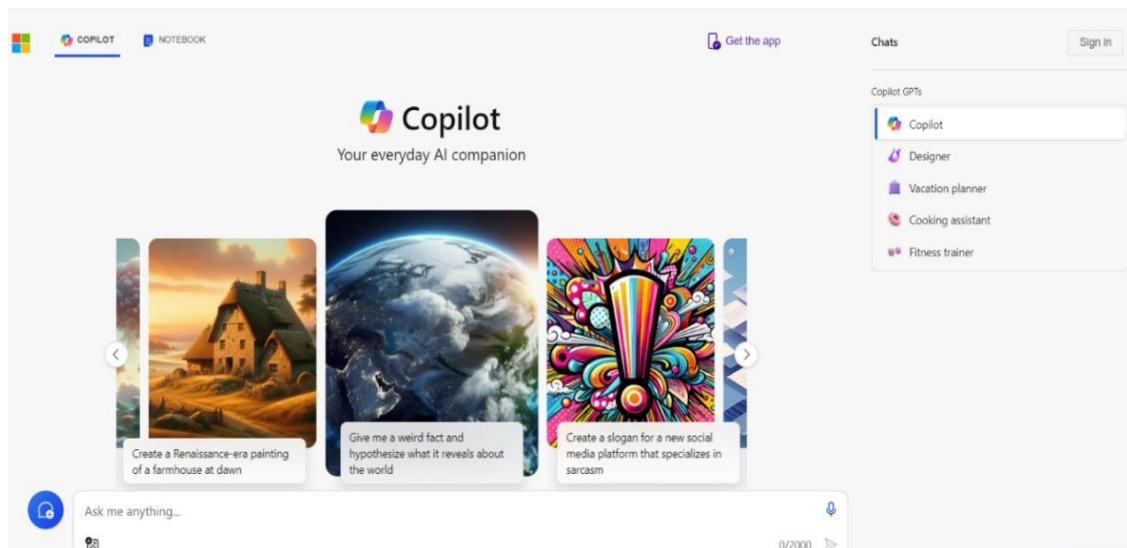 COPILOT
NOTEBOOK
Get the app
Chats
Sign in
Copilot
Your everyday AI companion
Copilot GPTs
Copilot
Designer
Vacation planner
Cooking assistant
Fitness trainer
Create a Renaissance-era painting
of a farmhouse at dawn
Give me a weird fact and
hypothesize what it reveals about
the world
Create a slogan for a new social
media platform that specializes in
sarcasm
Ask me anything...
0/2000